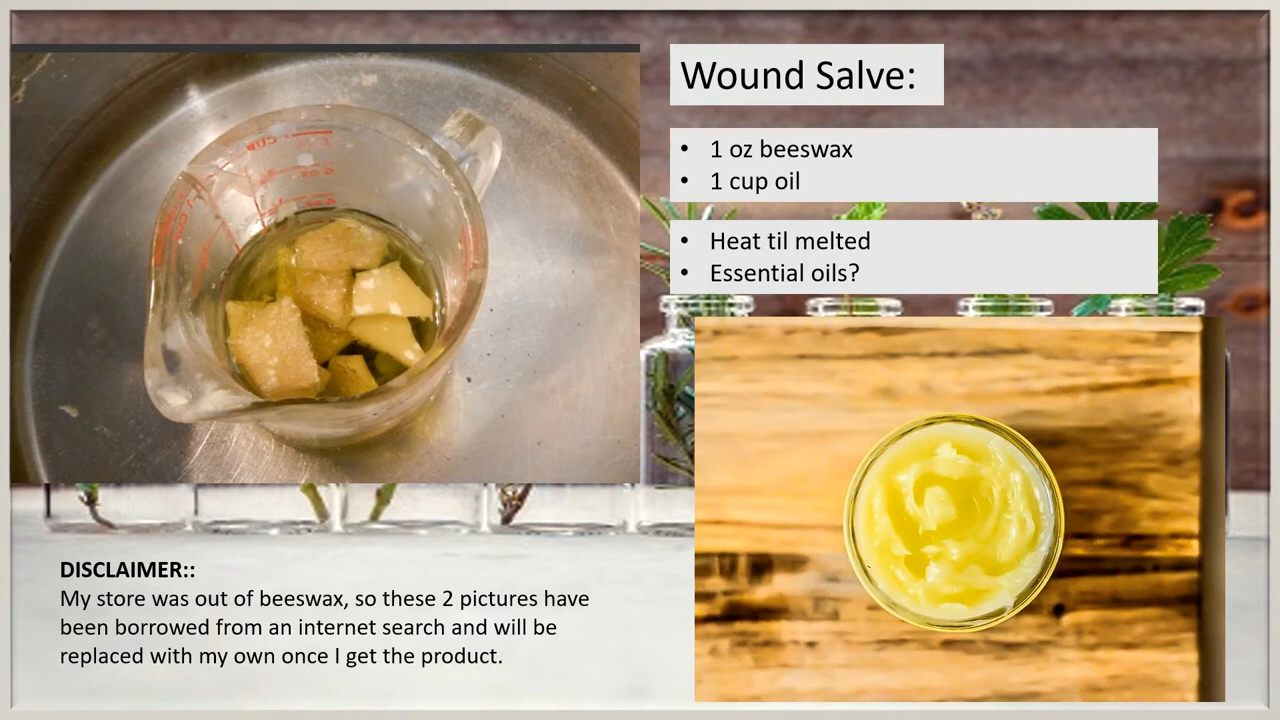 Wound Salve:
• 1 oz beeswax
• 1 cup oil
• Heat til melted
• Essential oils?
DISCLAIMER::
My store was out of beeswax, so these 2 pictures have
been borrowed from an internet search and will be
replaced with my own once I get the product.